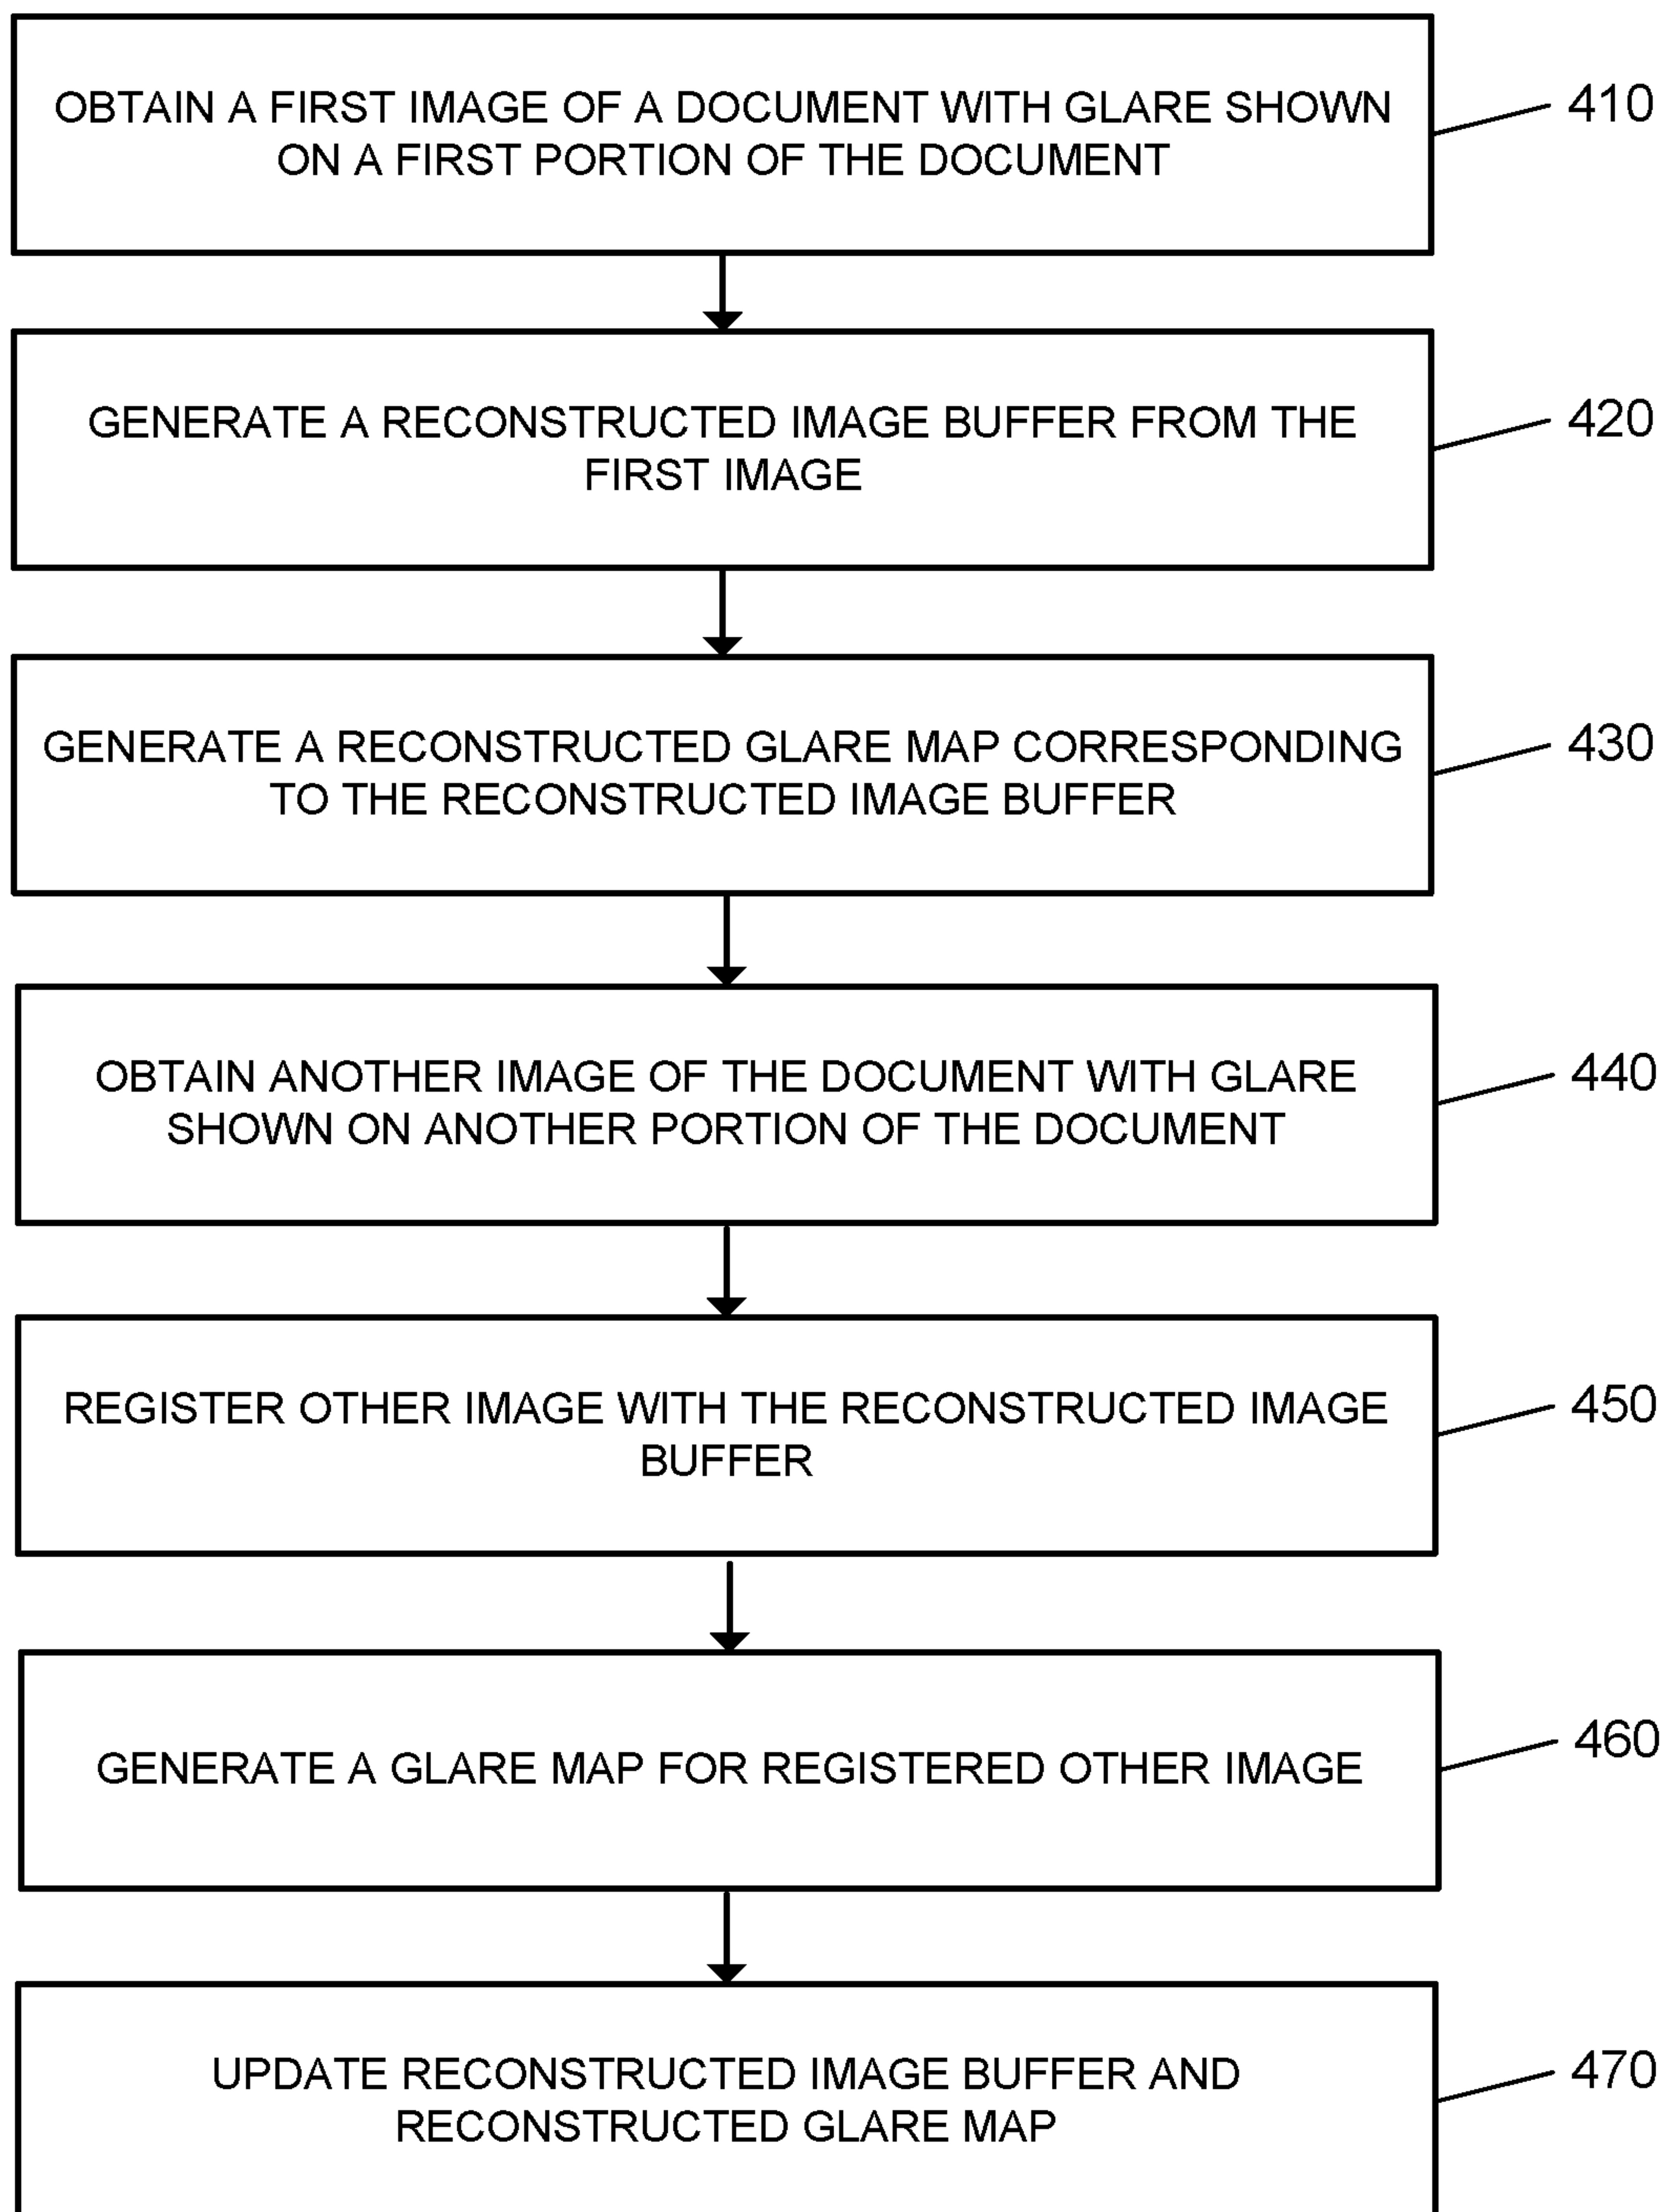 OBTAIN A FIRST IMAGE OF A DOCUMENT WITH GLARE SHOWN
ON A FIRST PORTION OF THE DOCUMENT
410
GENERATE A RECONSTRUCTED IMAGE BUFFER FROM THE
FIRST IMAGE
420
GENERATE A RECONSTRUCTED GLARE MAP CORRESPONDING
TO THE RECONSTRUCTED IMAGE BUFFER
430
OBTAIN ANOTHER IMAGE OF THE DOCUMENT WITH GLARE
SHOWN ON ANOTHER PORTION OF THE DOCUMENT
440
REGISTER OTHER IMAGE WITH THE RECONSTRUCTED IMAGE
BUFFER
450
GENERATE A GLARE MAP FOR REGISTERED OTHER IMAGE
460
UPDATE RECONSTRUCTED IMAGE BUFFER AND
RECONSTRUCTED GLARE MAP
470